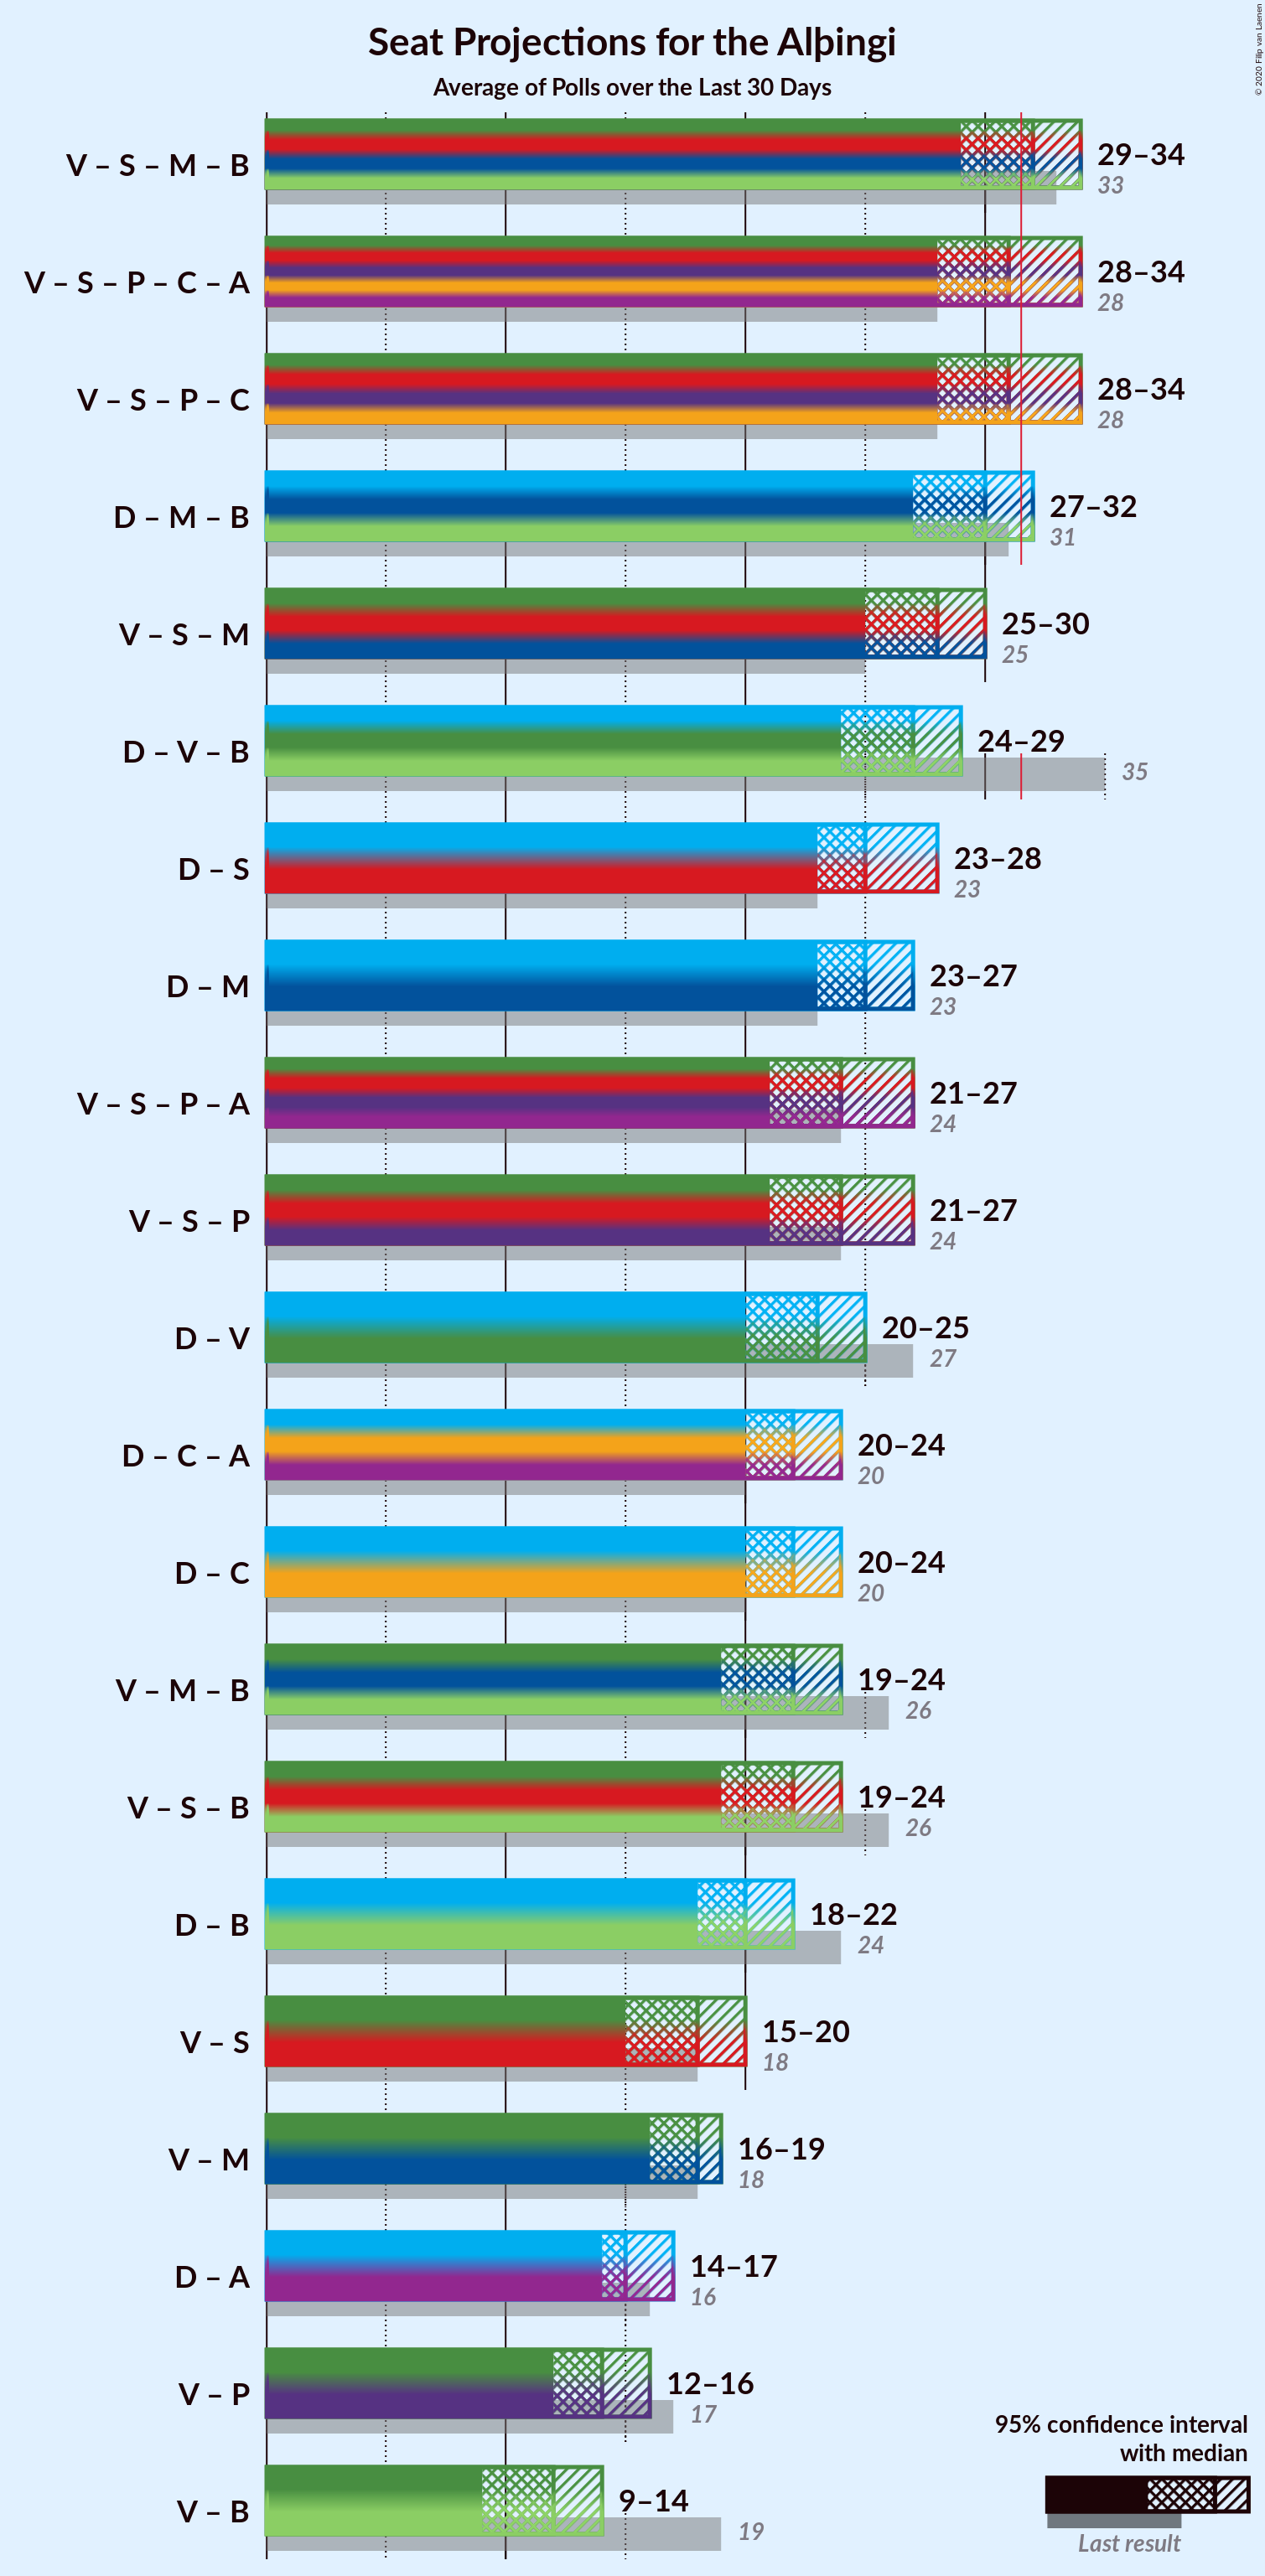 Seat Projections for the Alþingi
Average of Polls over the Last 30 Days
© 2020 Filip van Laenen
V – S – M – B
29–34
33
V – S – P – C – A
28–34
28
V – S – P – C
28–34
28
D – M – B
27–32
31
V – S – M
25–30
25
D – V – B
24–29
35
D – S
23–28
23
D – M
23–27
23
V – S – P – A
21–27
24
V – S – P
21–27
24
D – V
20–25
27
D – C – A
20–24
20
D – C
20–24
20
V – M – B
19–24
26
V – S – B
19–24
26
D – B
18–22
24
V – S
15–20
18
V – M
16–19
18
D – A
14–17
16
V – P
12–16
17
V – B
9–14
19
95% confidence interval
with median
Last result